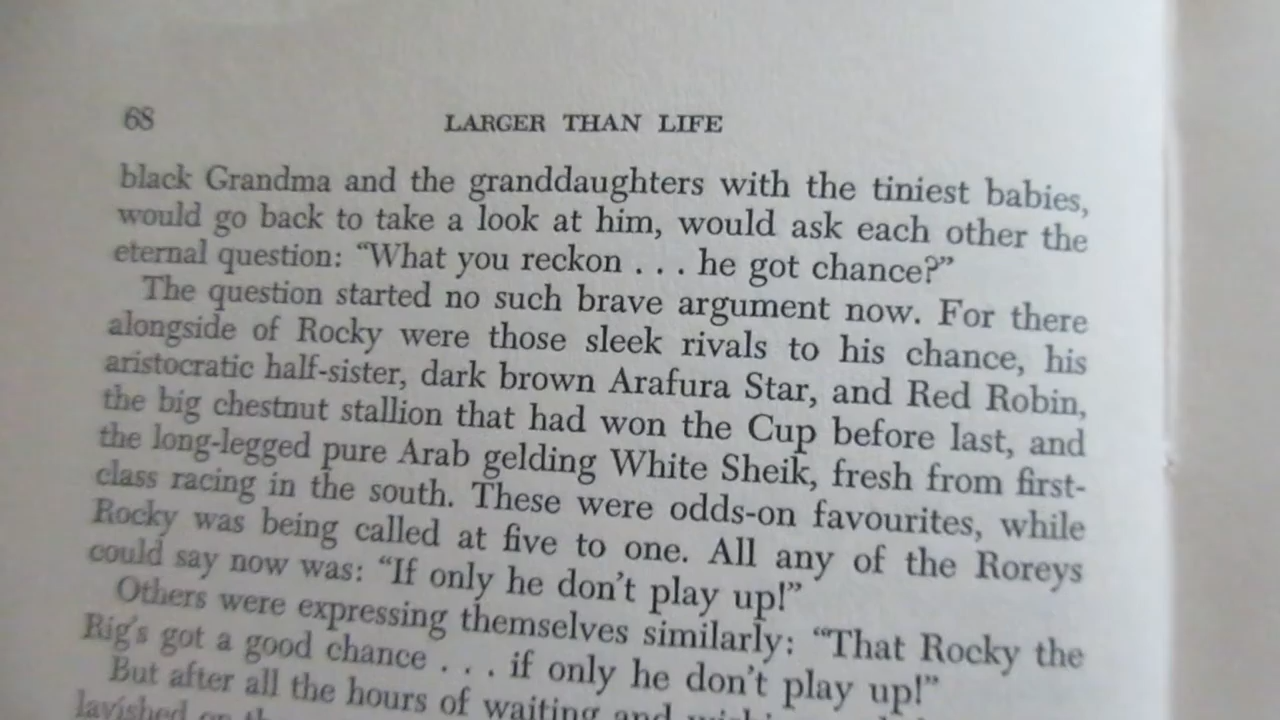 68 LARGER THAN LIFE
black Grandma and the granddaughters with the tiniest babies,
would go back to take a look at him, would ask each other the
eternal question: “What you reckon . . . he got chance?”
The question started no such brave argument now. For there
alongside of Rocky were those sleek rivals to his chance, his
aristocratic half-sister, dark brown Arafura Star, and Red Robin,
the big chestnut stallion that had won the Cup before last, and
the long-legged pure Arab gelding White Sheik, fresh from first-
class racing in the south. These were odds-on favourites, while
Rocky was being called at five to one. All any of the Roreys
could say now was: “If only he don’t play up!”
Others were expressing themselves similarly: “That Rocky the
Rig’s got a good chance . . . if only he don’t play up!”
But after all the hours of waiting and
lavished on